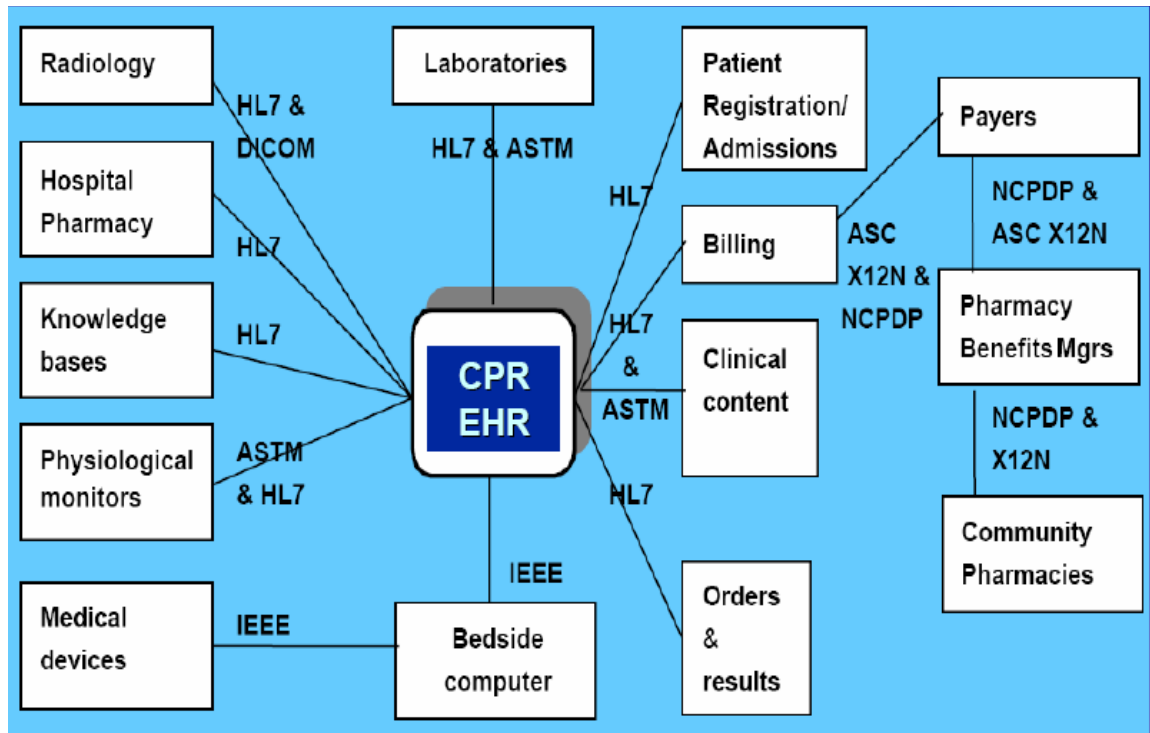 Radiology
HL7 &
DICOM
Hospital
Pharmacy
HL7
Knowledge
bases
HL7
Physiological
monitors
ASTM
& HL7
Medical
devices
IEEE
Laboratories
HL7 & ASTM
CPR
EHR
IEEE
Bedside
computer
Patient
Registration/
Admissions
HL7
Billing
HL7
&
ASTM
Clinical
content
HL7
Orders
&
results
ASC
X12N &
NCPDP
Payers
NCPDP &
ASC X12N
Pharmacy
Benefits Mgrs
NCPDP &
X12N
Community
Pharmacies